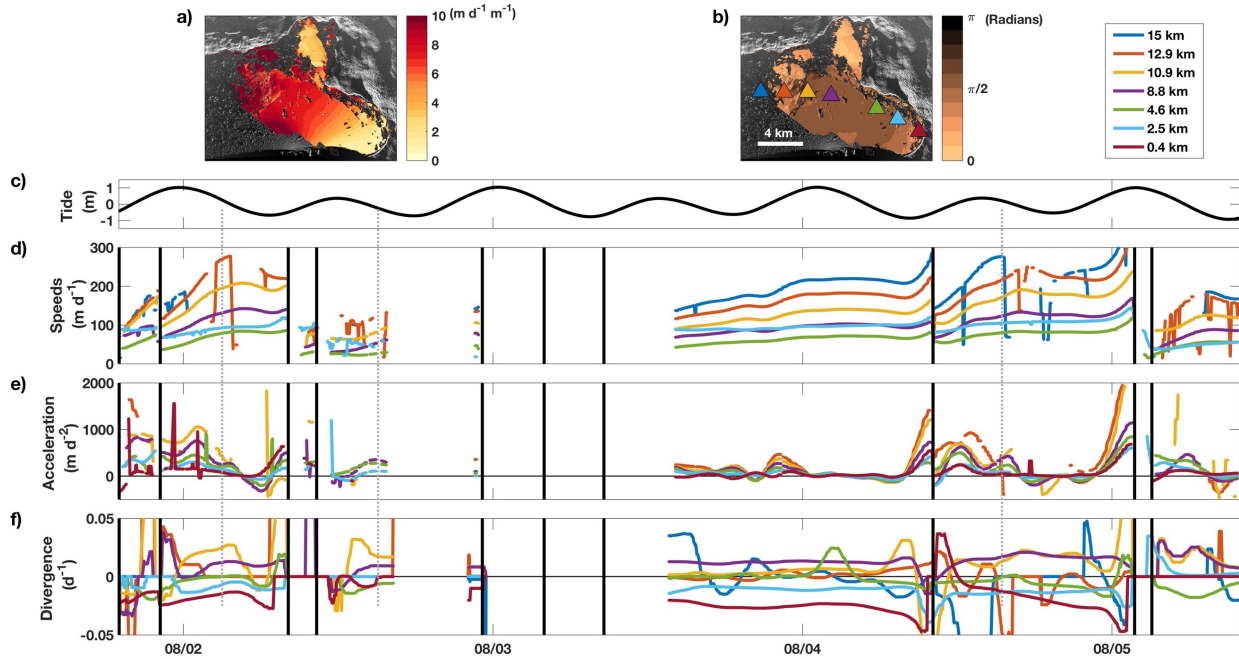 a)
10 (m d⁻¹ m⁻¹)
8
6
4
2
0
b)
π (Radians)
π/2
0
4 km
15 km
12.9 km
10.9 km
8.8 km
4.6 km
2.5 km
0.4 km
c)
Tide
(m)
1
0
-1
d)
Speeds
(m d⁻¹)
300
200
100
0
e)
Acceleration
(m d⁻²)
2000
1000
0
f)
Divergence
(d⁻¹)
0.05
0
-0.05
08/02
08/03
08/04
08/05